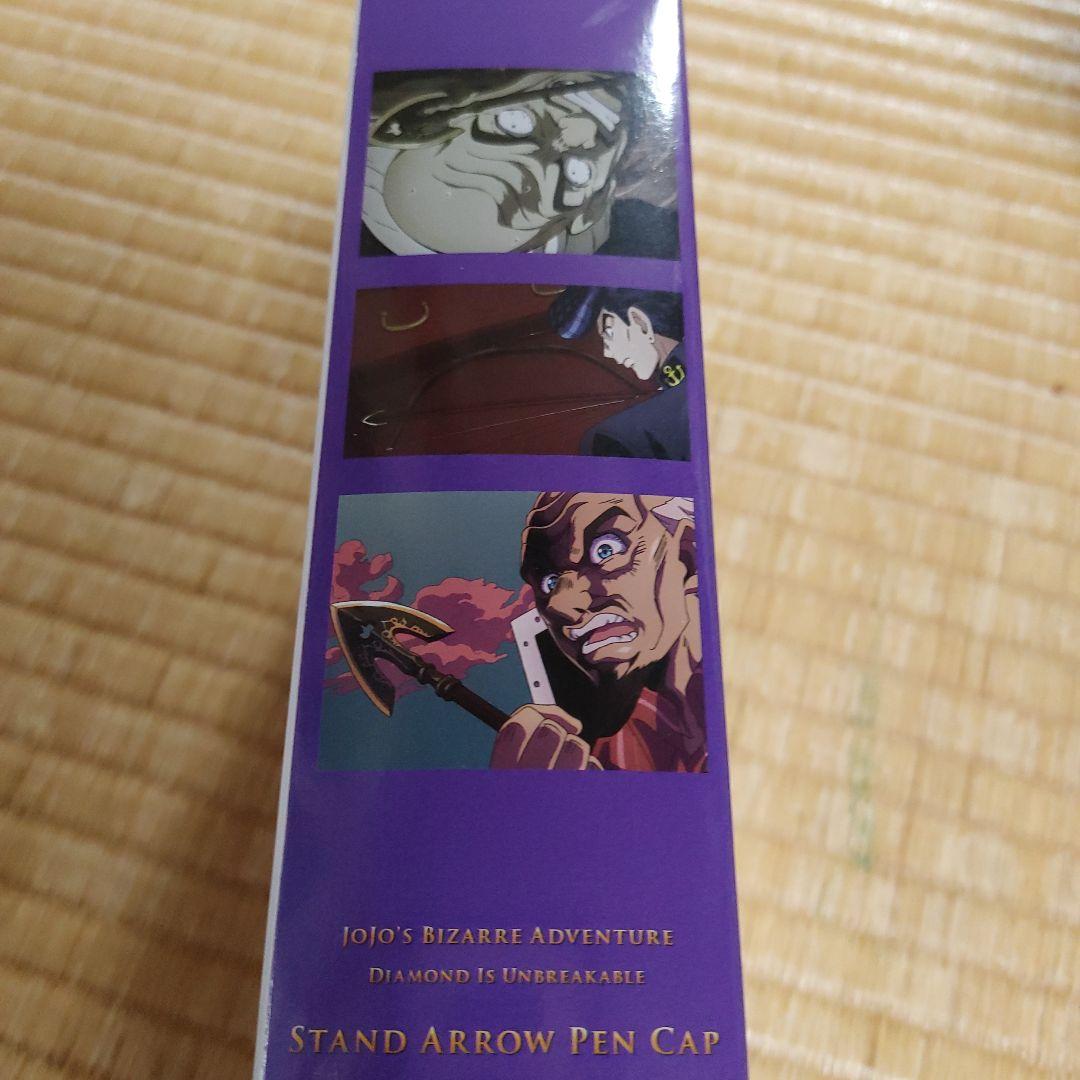 JoJo's Bizarre Adventure
Diamond Is Unbreakable
Stand Arrow Pen Cap